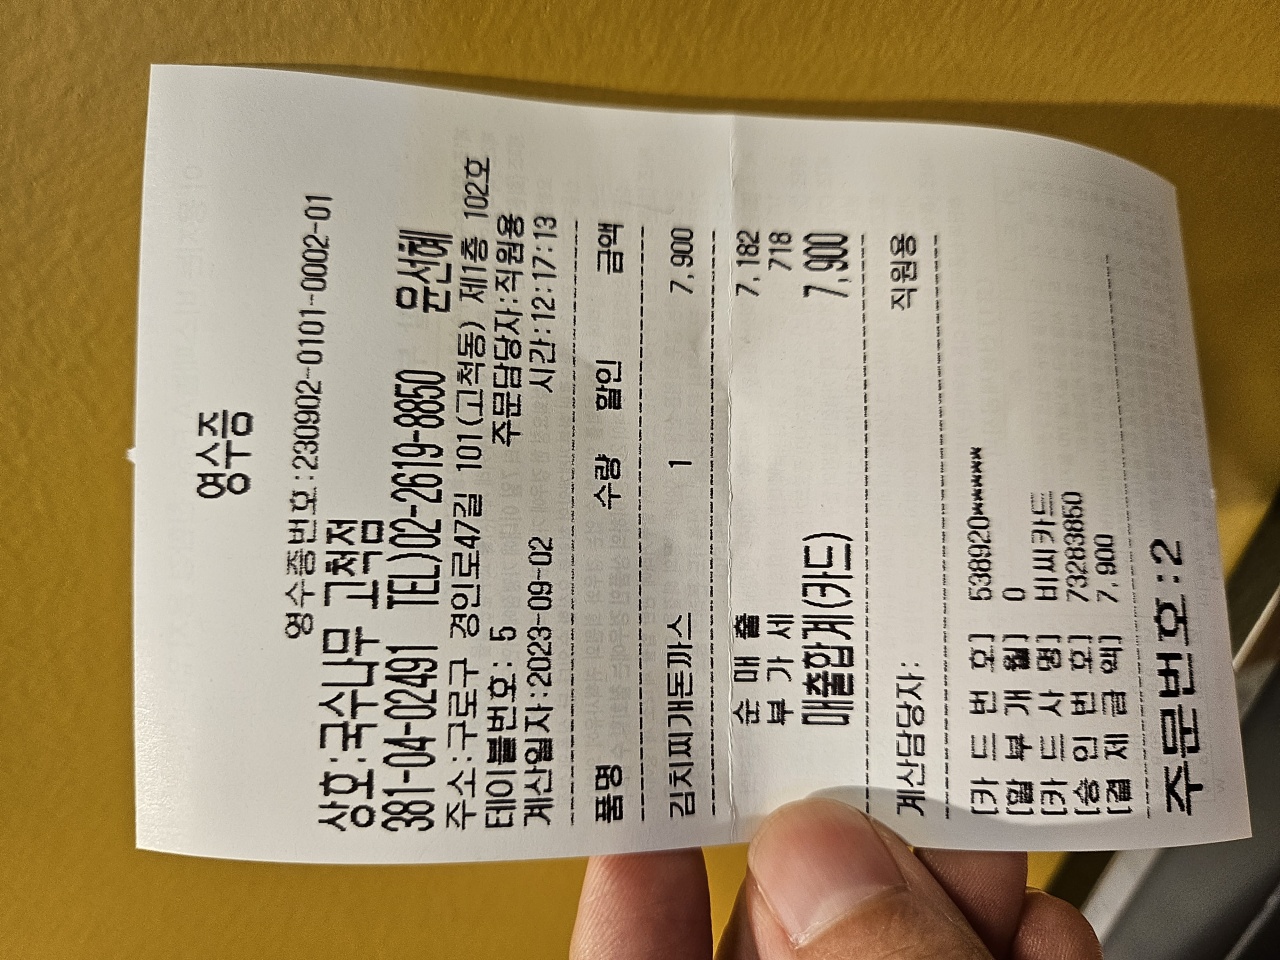 영수증
영수증번호:230902-0101-0002-01
상호:국수나무 고척점
381-04-02491 TEL)02-2619-8850 윤선혜
주소:구로구 경인로47길 101(고척동) 제1층 102호
테이블번호: 5 주문담당자:직원용
계산일자:2023-09-02 시간:12:17:13
품명 수량 할인 금액
김치찌개돈까스 1 7,900
순 매 출 7,182
부 가 세 718
매출합계(카드) 7,900
계산담당자: 직원용
[카 드 번 호] 538920*******
[할 부 개 월] 0
[카 드 사 명] 비씨카드
[승 인 번 호] 73283850
[결 제 금 액] 7,900
주문번호:2